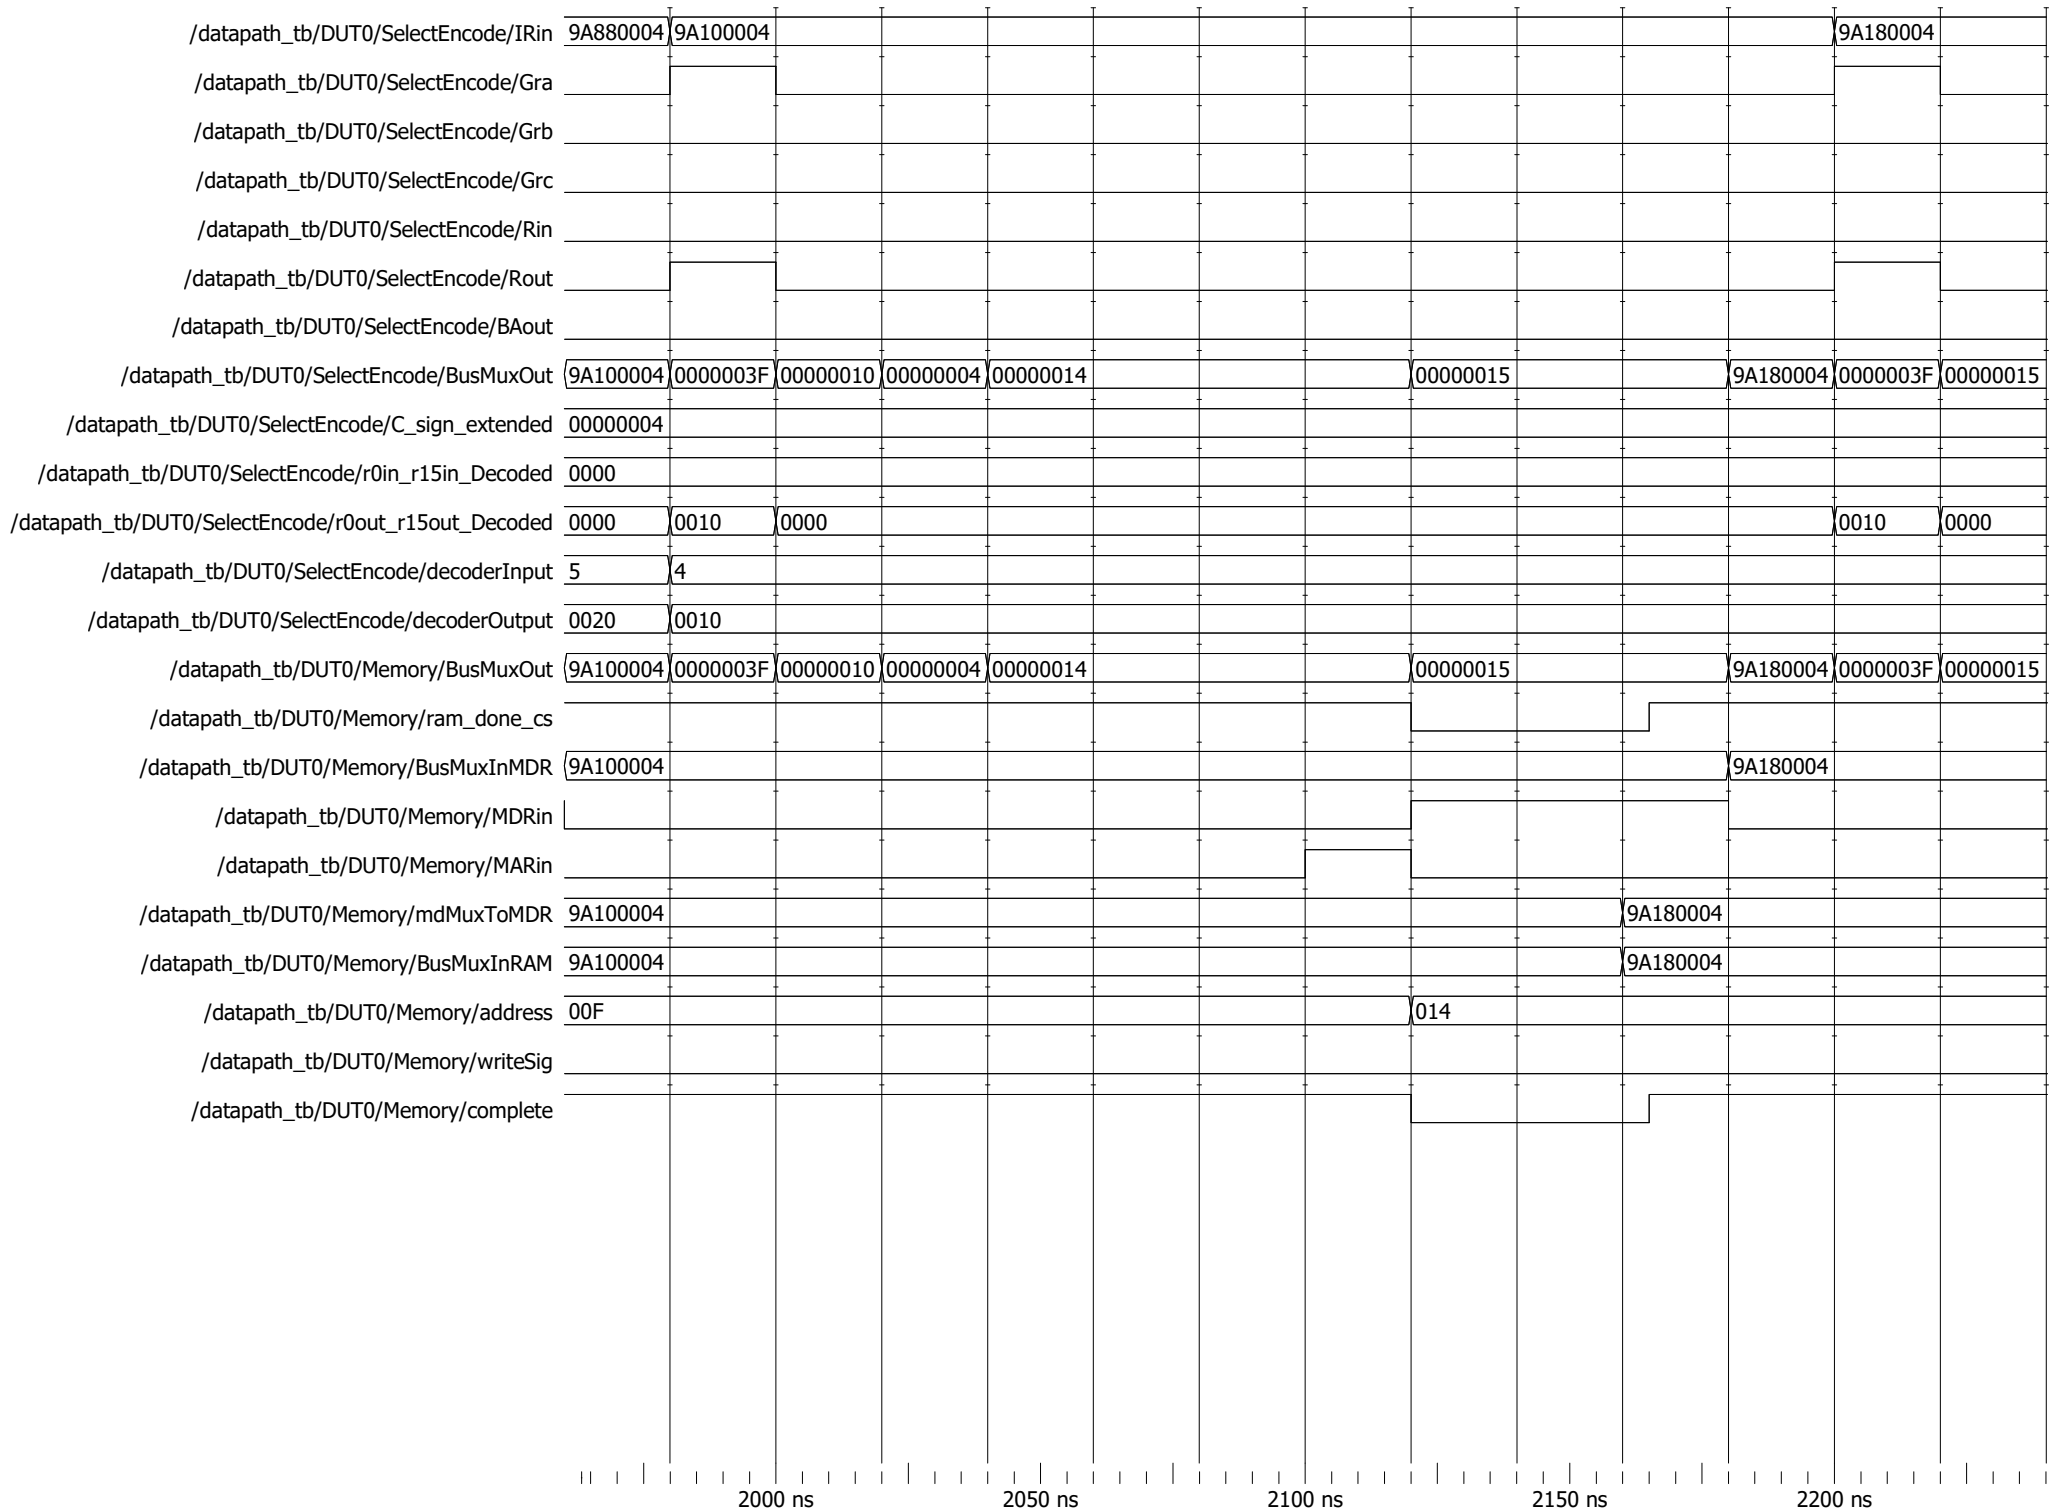 /datapath_tb/DUT0/SelectEncode/IRin 9A880004 9A100004 9A180004
/datapath_tb/DUT0/SelectEncode/Gra
/datapath_tb/DUT0/SelectEncode/Grb
/datapath_tb/DUT0/SelectEncode/Grc
/datapath_tb/DUT0/SelectEncode/Rin
/datapath_tb/DUT0/SelectEncode/Rout
/datapath_tb/DUT0/SelectEncode/BAout
/datapath_tb/DUT0/SelectEncode/BusMuxOut 9A100004 0000003F 00000010 00000004 00000014 00000015 9A180004 0000003F 00000015
/datapath_tb/DUT0/SelectEncode/C_sign_extended 00000004
/datapath_tb/DUT0/SelectEncode/r0in_r15in_Decoded 0000
/datapath_tb/DUT0/SelectEncode/r0out_r15out_Decoded 0000 0010 0000 0010 0000
/datapath_tb/DUT0/SelectEncode/decoderInput 5 4
/datapath_tb/DUT0/SelectEncode/decoderOutput 0020 0010
/datapath_tb/DUT0/Memory/BusMuxOut 9A100004 0000003F 00000010 00000004 00000014 00000015 9A180004 0000003F 00000015
/datapath_tb/DUT0/Memory/ram_done_cs
/datapath_tb/DUT0/Memory/BusMuxInMDR 9A100004 9A180004
/datapath_tb/DUT0/Memory/MDRin
/datapath_tb/DUT0/Memory/MARin
/datapath_tb/DUT0/Memory/mdMuxToMDR 9A100004 9A180004
/datapath_tb/DUT0/Memory/BusMuxInRAM 9A100004 9A180004
/datapath_tb/DUT0/Memory/address 00F 014
/datapath_tb/DUT0/Memory/writeSig
/datapath_tb/DUT0/Memory/complete
2000 ns 2050 ns 2100 ns 2150 ns 2200 ns